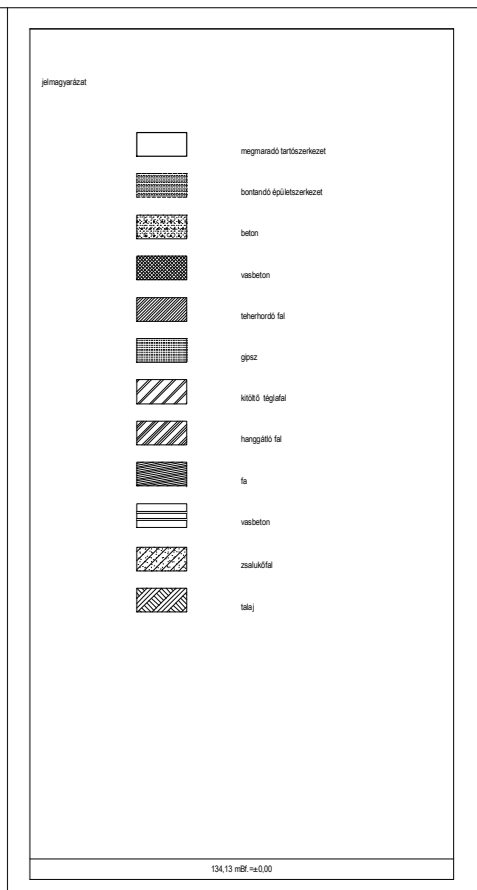 jelmagyarázat
megmaradó tartószerkezet
bontandó épületszerkezet
beton
vasbeton
teherhordó fal
gipsz
kitöltő téglafal
hanggátló fal
fa
vasbeton
zsalukőfal
talaj
134,13 mBf.=±0,00